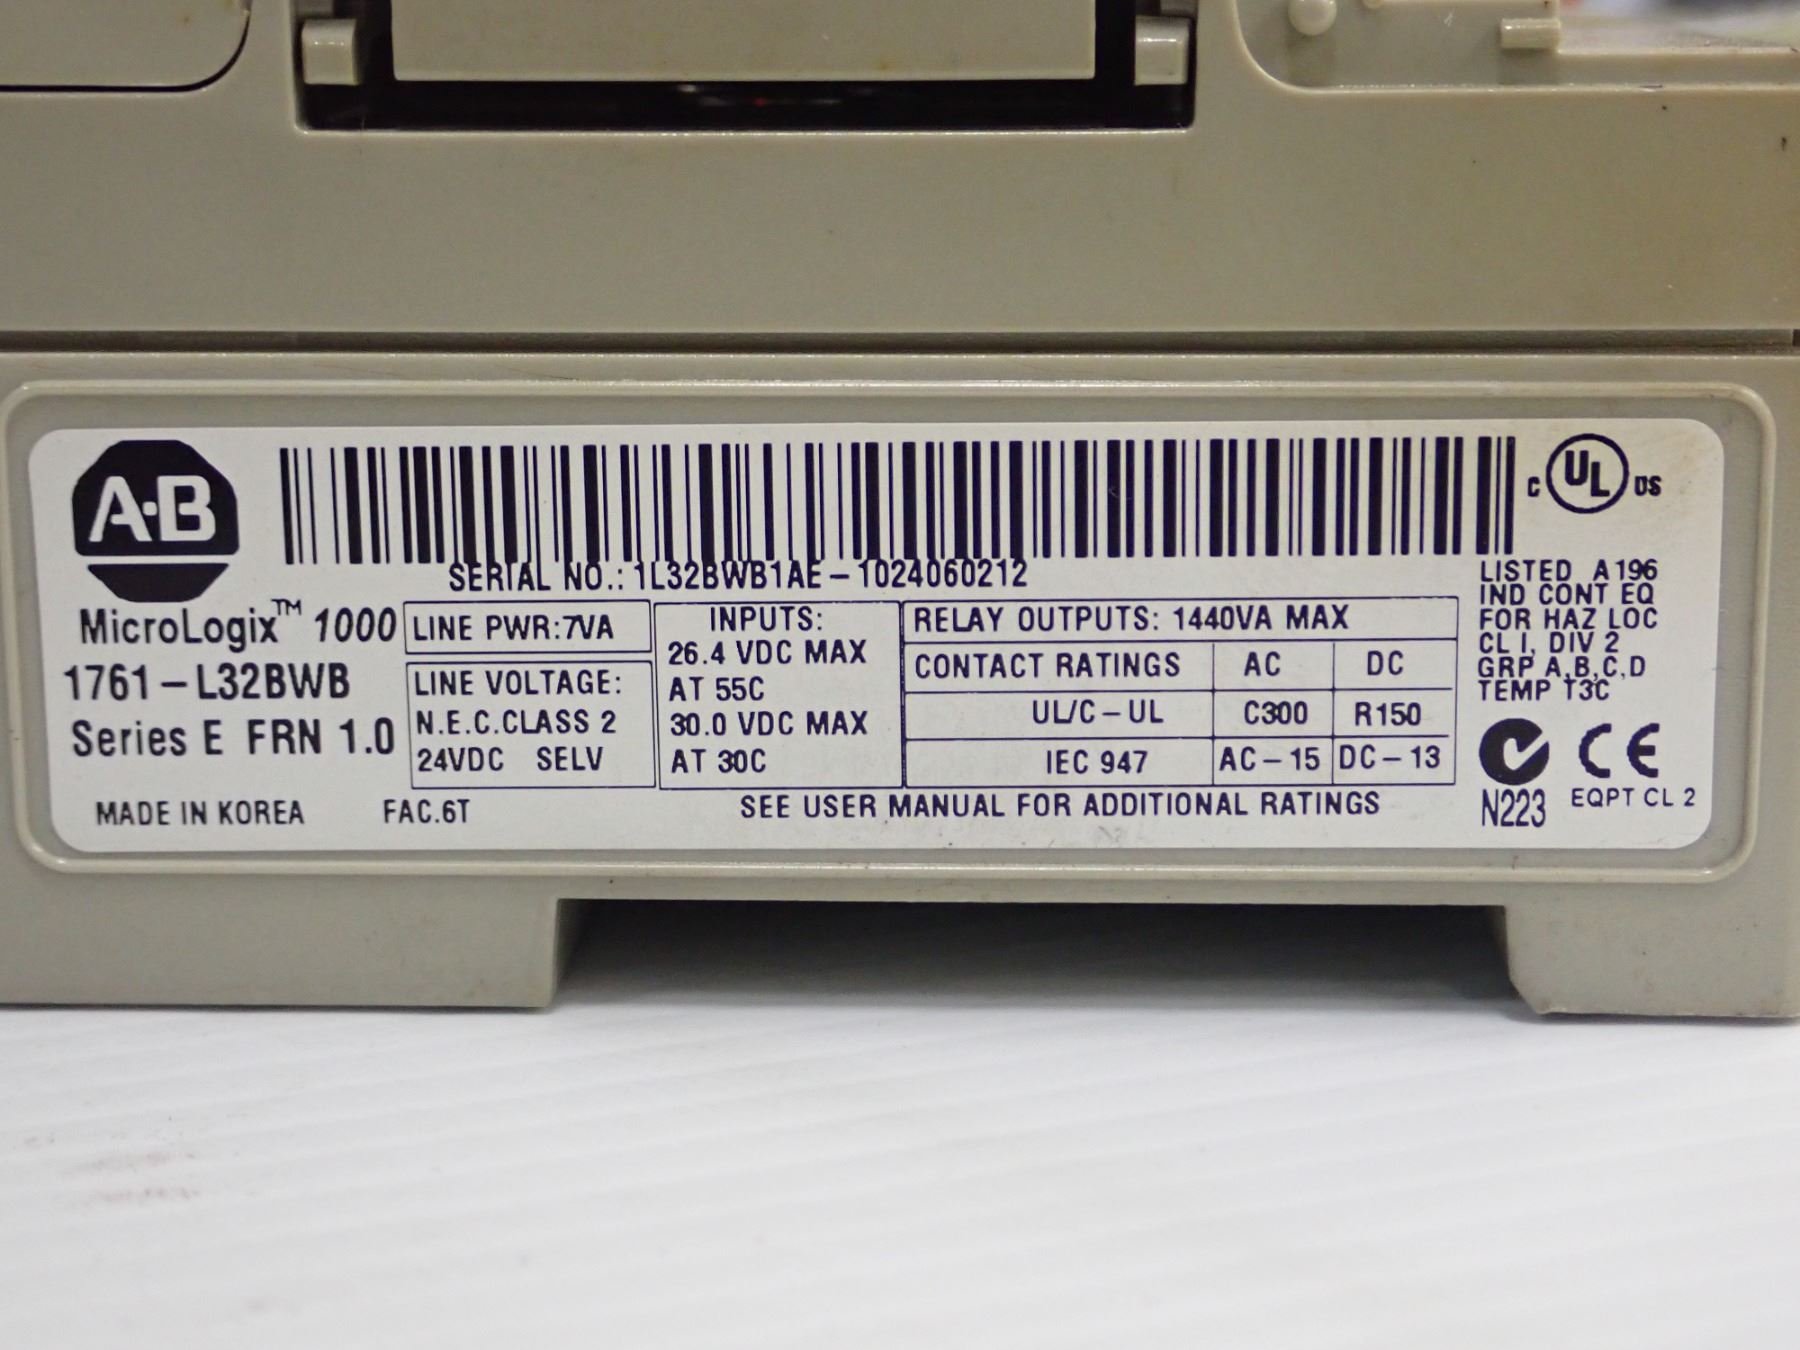 A·B
C UL US
SERIAL NO.: 1L32BWB1AE-1024060212
MicroLogix™ 1000
1761-L32BWB
Series E FRN 1.0
MADE IN KOREA FAC.6T
LINE PWR:7VA
LINE VOLTAGE:
N.E.C.CLASS 2
24VDC SELV
INPUTS:
26.4 VDC MAX
AT 55C
30.0 VDC MAX
AT 30C
RELAY OUTPUTS: 1440VA MAX
CONTACT RATINGS AC DC
UL/C-UL C300 R150
IEC 947 AC-15 DC-13
SEE USER MANUAL FOR ADDITIONAL RATINGS
LISTED A196
IND CONT EQ
FOR HAZ LOC
CL I, DIV 2
GRP A,B,C,D
TEMP T3C
CE
N223
EQPT CL 2